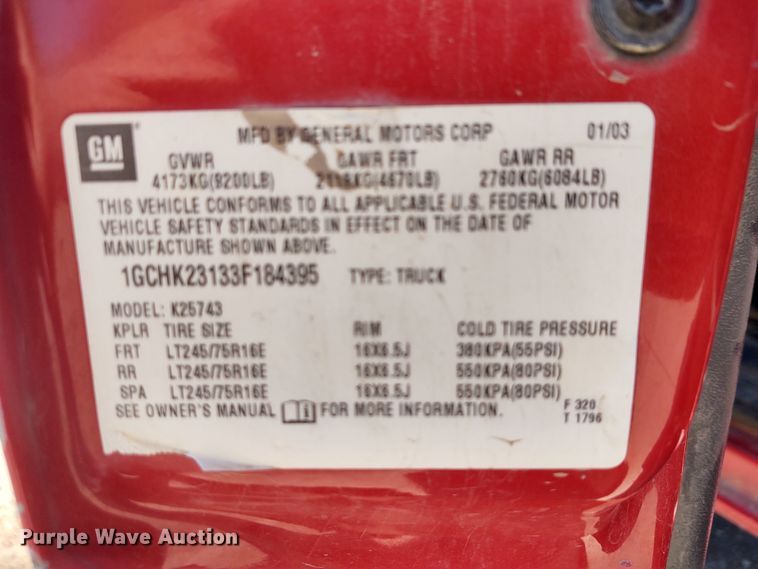 GM MFD BY GENERAL MOTORS CORP 01/03
GVWR GAWR FRT GAWR RR
4173KG(9200LB) 2118KG(4670LB) 2760KG(6084LB)
THIS VEHICLE CONFORMS TO ALL APPLICABLE U.S. FEDERAL MOTOR
VEHICLE SAFETY STANDARDS IN EFFECT ON THE DATE OF
MANUFACTURE SHOWN ABOVE.
1GCHK23133F184395 TYPE: TRUCK
MODEL: K25743
KPLR TIRE SIZE RIM COLD TIRE PRESSURE
FRT LT245/75R16E 16X6.5J 380KPA(55PSI)
RR LT245/75R16E 16X6.5J 550KPA(80PSI)
SPA LT245/75R16E 16X6.5J 550KPA(80PSI)
SEE OWNER'S MANUAL FOR MORE INFORMATION. F 320
T 1796
Purple Wave Auction